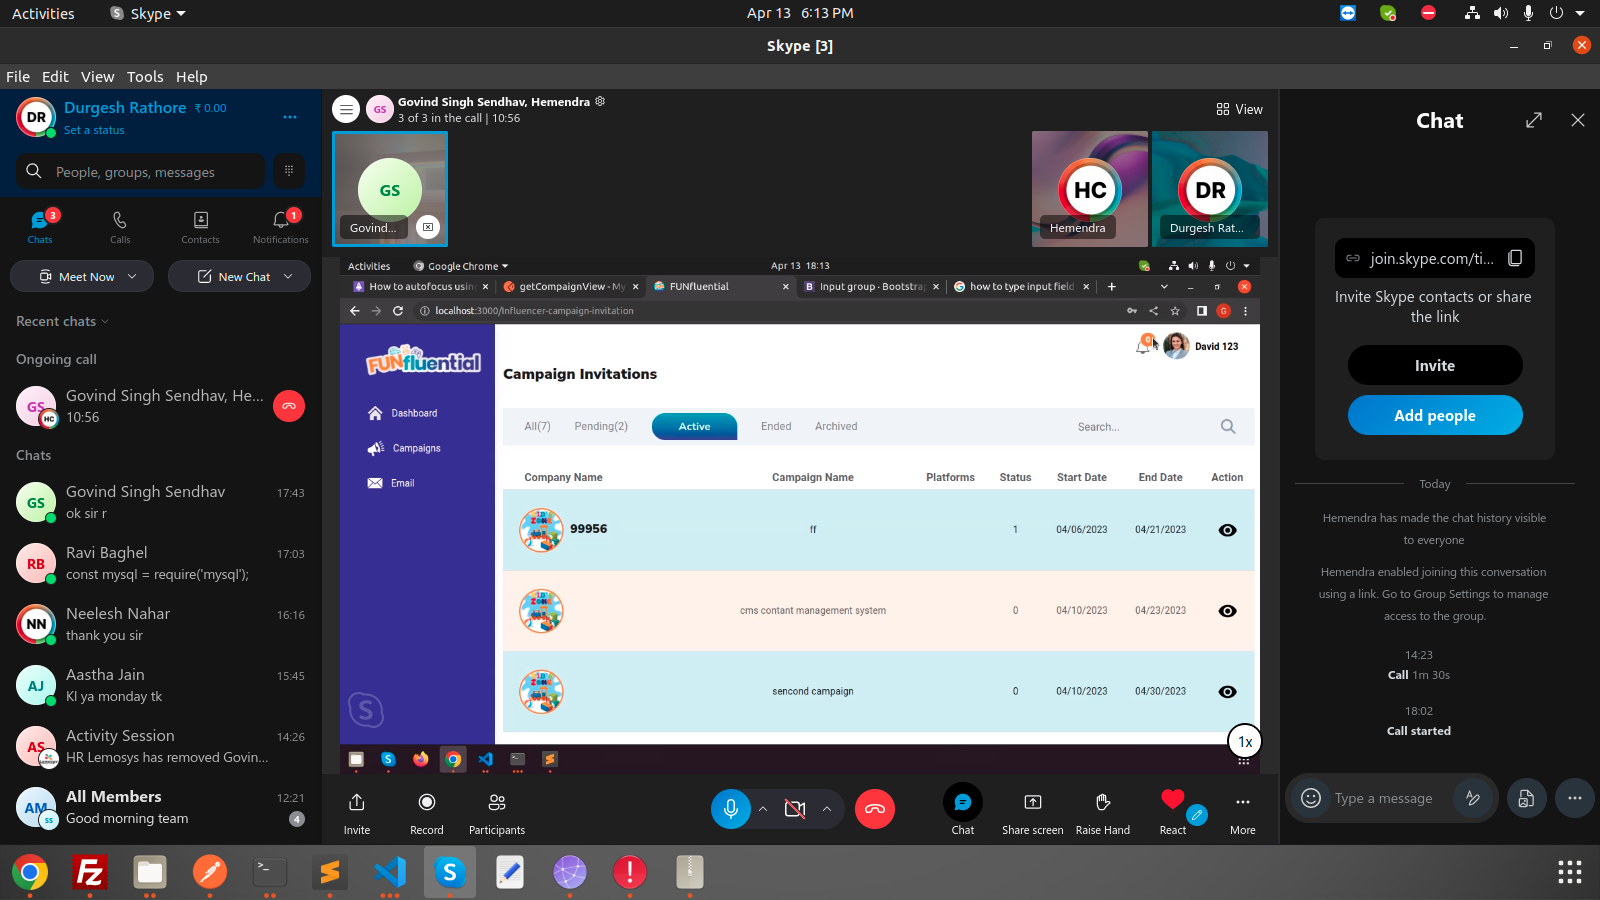 Activities
Skype
Apr 13 6:13 PM
Skype [3]
File Edit View Tools Help
DR
Durgesh Rathore ₹ 0.00
Set a status
People, groups, messages
3
Chats
Calls
Contacts
1
Notifications
Meet Now
New Chat
Recent chats
Ongoing call
GS
HC
Govind Singh Sendhav, He...
10:56
Chats
GS
Govind Singh Sendhav 17:43
ok sir r
RB
Ravi Baghel 17:03
const mysql = require('mysql');
NN
Neelesh Nahar 16:16
thank you sir
AJ
Aastha Jain 15:45
Kl ya monday tk
AS
Activity Session 14:26
HR Lemosys has removed Govin...
AM
SS
All Members 12:21
Good morning team 4
GS
Govind Singh Sendhav, Hemendra
3 of 3 in the call | 10:56
View
GS
Govind...
HC
Hemendra
DR
Durgesh Rat...
Activities Google Chrome Apr 13 18:13
How to autofocus using
getCompaignView - My
FUNfluential
Input group · Bootstrap
how to type input field
localhost:3000/Influencer-campaign-invitation
G
FUNfluential
Dashboard
Campaigns
Email
0
David 123
Campaign Invitations
All(7) Pending(2) Active Ended Archived Search...
Company Name Campaign Name Platforms Status Start Date End Date Action
99956 ff 1 04/06/2023 04/21/2023
cms contant management system 0 04/10/2023 04/23/2023
sencond campaign 0 04/10/2023 04/30/2023
1x
Invite
Record
Participants
Chat
Share screen
Raise Hand
React
More
Chat
join.skype.com/ti...
Invite Skype contacts or share
the link
Invite
Add people
Today
Hemendra has made the chat history visible
to everyone
Hemendra enabled joining this conversation
using a link. Go to Group Settings to manage
access to the group.
14:23
Call 1m 30s
18:02
Call started
Type a message